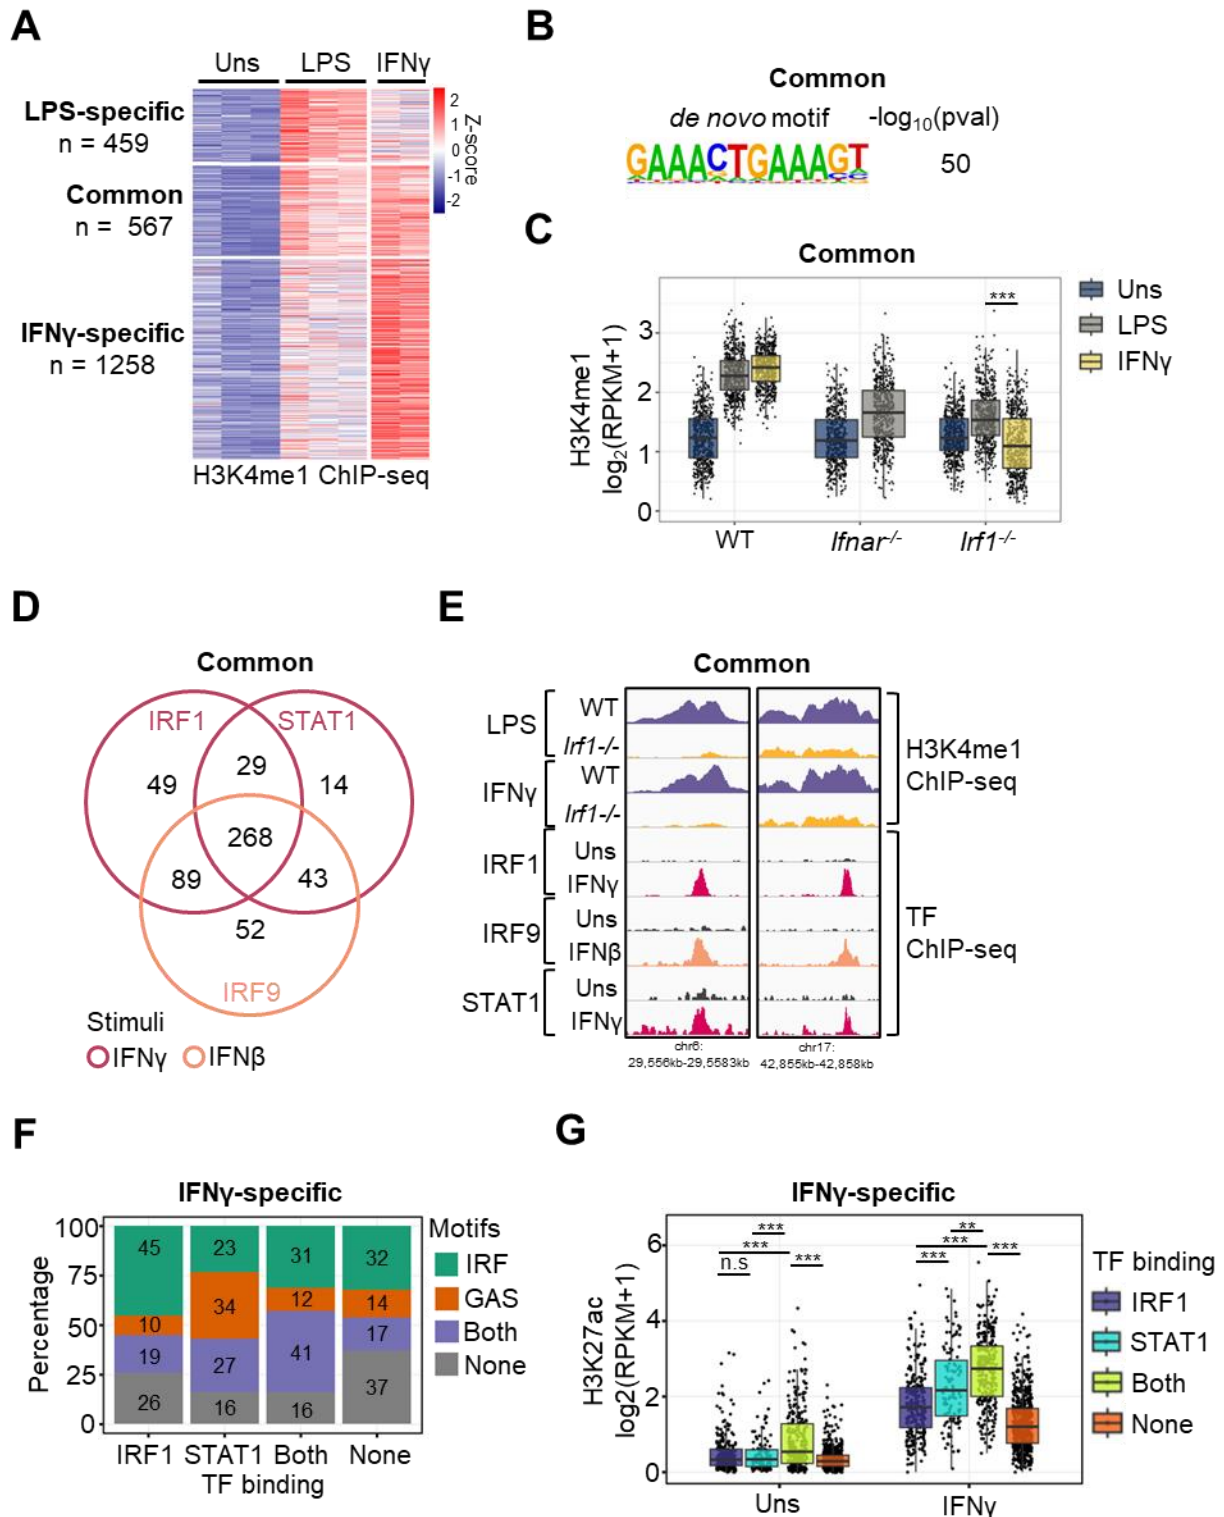 A
Uns LPS IFNγ
LPS-specific
n = 459
Common
n = 567
IFNγ-specific
n = 1258
2
1
0
-1
-2
Z-score
H3K4me1 ChIP-seq
B
Common
de novo motif -log10(pval)
GAAACTGAAAGT 50
C
Common
***
H3K4me1
log2(RPKM+1)
3
2
1
0
WT Ifnar-/- Irf1-/-
Uns
LPS
IFNγ
D
Common
IRF1 STAT1
49 29 14
268
89 43
52
IRF9
Stimuli
IFNγ IFNβ
E
Common
LPS WT
Irf1-/-
IFNγ WT
Irf1-/-
IRF1 Uns
IFNγ
IRF9 Uns
IFNβ
STAT1 Uns
IFNγ
H3K4me1
ChIP-seq
TF
ChIP-seq
chr6:
29,556kb-29,5583kb
chr17:
42,855kb-42,858kb
F
IFNγ-specific
Percentage
100
75
50
25
0
45 23 31 32
10 34 12 14
19 27 41 17
26 16 16 37
IRF1 STAT1 Both None
TF binding
Motifs
IRF
GAS
Both
None
G
IFNγ-specific
H3K27ac
log2(RPKM+1)
6
4
2
0
***
***
n.s
***
**
***
***
***
Uns IFNγ
TF binding
IRF1
STAT1
Both
None